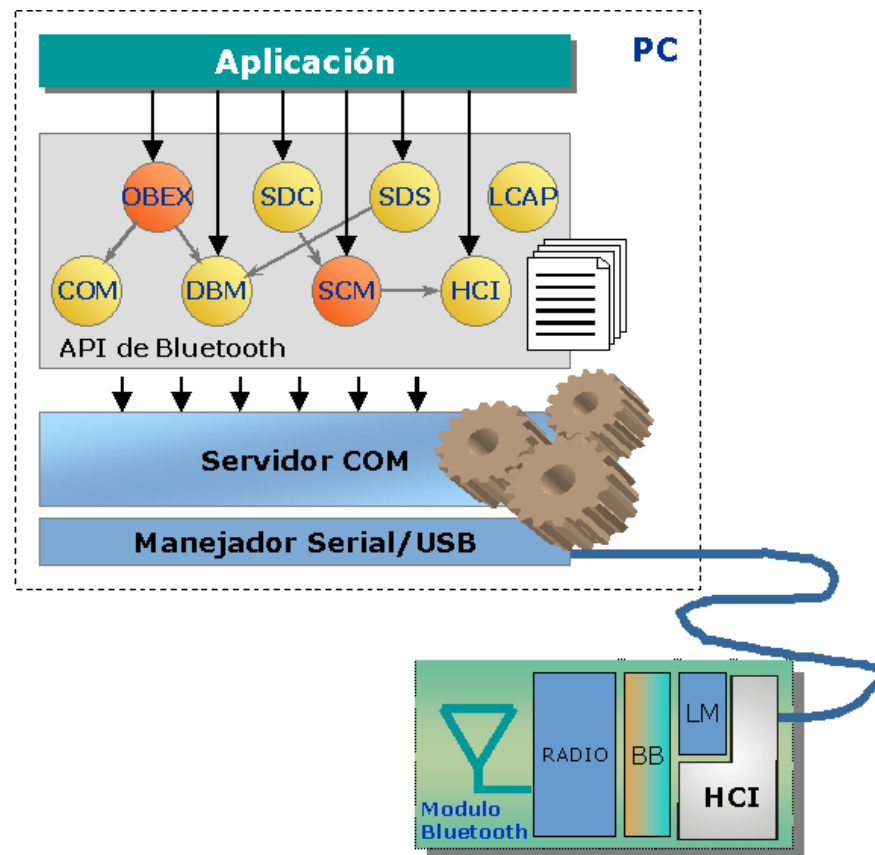 Aplicación
PC
OBEX
SDC
SDS
LCAP
COM
DBM
SCM
HCI
API de Bluetooth
Servidor COM
Manejador Serial/USB
RADIO
BB
LM
HCI
Modulo
Bluetooth